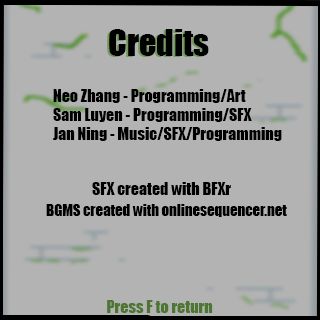 Credits
Neo Zhang - Programming/Art
Sam Luyen - Programming/SFX
Jan Ning - Music/SFX/Programming
SFX created with BFXr
BGMS created with onlinesequencer.net
Press F to return